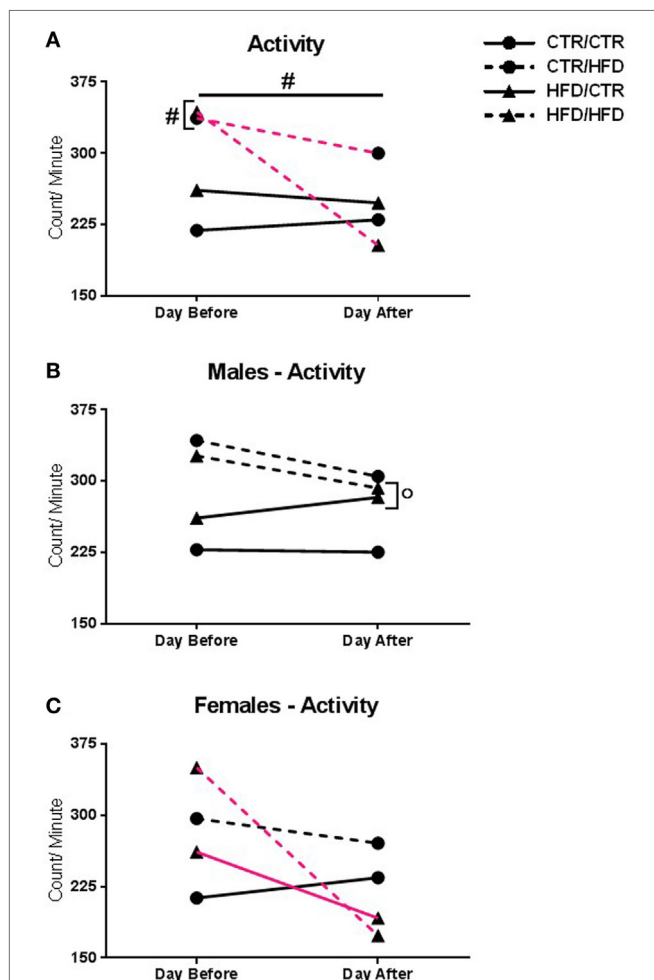 A
Activity
CTR/CTR
CTR/HFD
HFD/CTR
HFD/HFD
#
#
375
300
225
150
Count/ Minute
Day Before
Day After
B
Males - Activity
375
300
225
150
Count/ Minute
Day Before
Day After
C
Females - Activity
375
300
225
150
Count/ Minute
Day Before
Day After